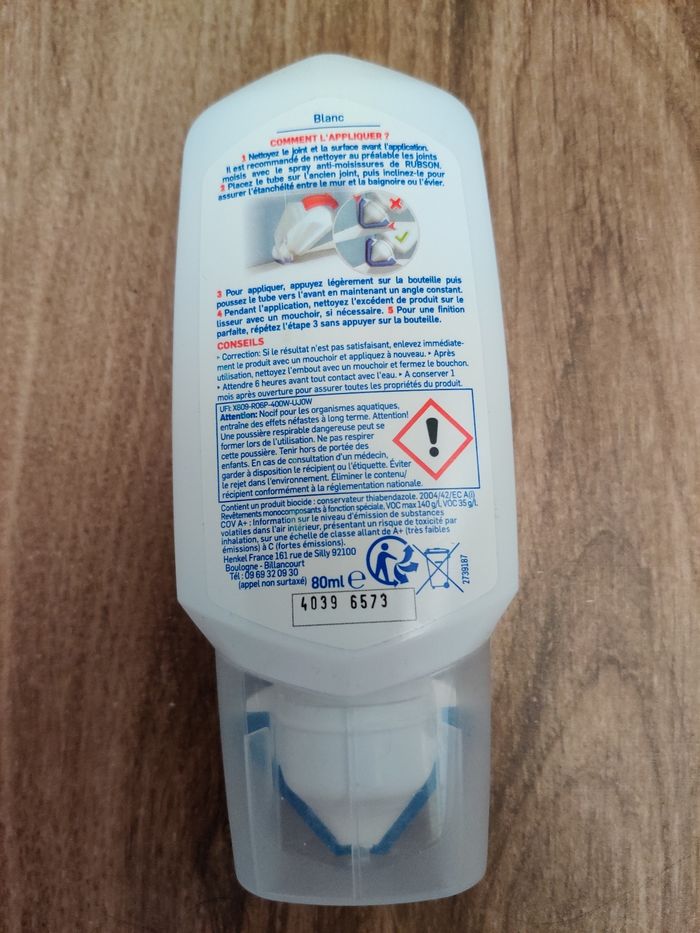 Blanc
COMMENT L'APPLIQUER ?
1 Nettoyez le joint et la surface avant l'application.
Il est recommandé de nettoyer au préalable les joints
moisis avec le spray anti-moisissures de RUBSON.
2 Placez le tube sur l'ancien joint, puis inclinez-le pour
assurer l'étanchéité entre le mur et la baignoire ou l'évier.
3 Pour appliquer, appuyez légèrement sur la bouteille puis
poussez le tube vers l'avant en maintenant un angle constant.
4 Pendant l'application, nettoyez l'excédent de produit sur le
lisseur avec un mouchoir, si nécessaire. 5 Pour une finition
parfaite, répétez l'étape 3 sans appuyer sur la bouteille.
CONSEILS
‣ Correction: Si le résultat n'est pas satisfaisant, enlevez immédiate-
ment le produit avec un mouchoir et appliquez à nouveau. ‣ Après
utilisation, nettoyez l'embout avec un mouchoir et fermez le bouchon.
‣ Attendre 6 heures avant tout contact avec l'eau. ‣ A conserver 1
mois après ouverture pour assurer toutes les propriétés du produit.
UFI: X809-R06P-400W-UJ0W
Attention: Nocif pour les organismes aquatiques,
entraîne des effets néfastes à long terme. Attention!
Une poussière respirable dangereuse peut se
former lors de l'utilisation. Ne pas respirer
cette poussière. Tenir hors de portée des
enfants. En cas de consultation d'un médecin,
garder à disposition le récipient ou l'étiquette. Éviter
le rejet dans l'environnement. Éliminer le contenu/
récipient conformément à la réglementation nationale.
Contient un produit biocide : conservateur thiabendazole. 2004/42/EC A(i)
Revêtements monocomposants à fonction spéciale, VOC max 140 g/l, VOC 35 g/l
COV A+ : Information sur le niveau d'émission de substances
volatiles dans l'air intérieur, présentant un risque de toxicité par
inhalation, sur une échelle de classe allant de A+ (très faibles
émissions) à C (fortes émissions).
Henkel France 161 rue de Silly 92100
Boulogne - Billancourt
Tél : 09 69 32 09 30
(appel non surtaxé) 80ml e
2739187
4039 6573